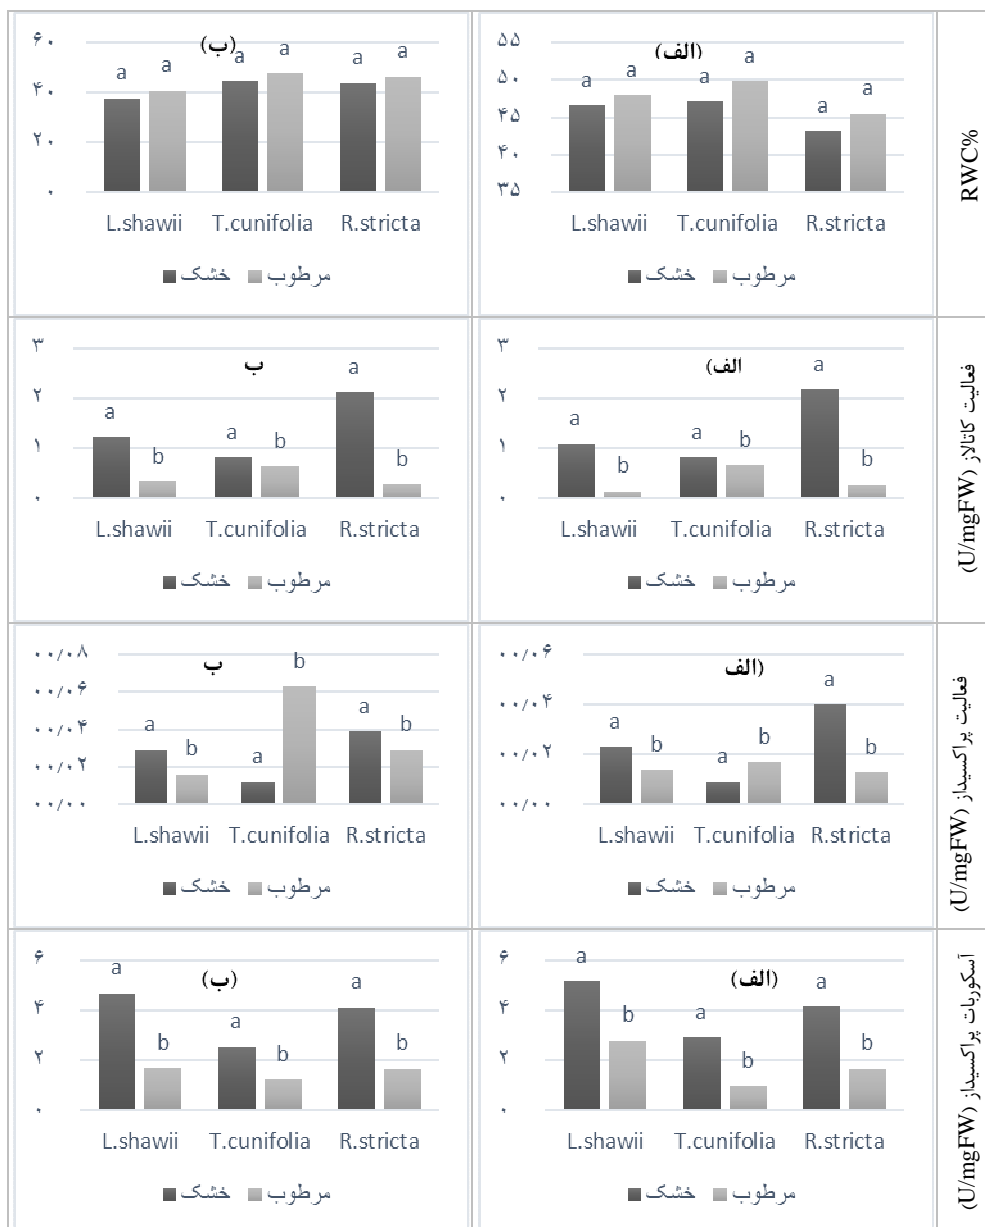 RWC%
(الف)
۵۵
۵۰
۴۵
۴۰
۳۵
a a a a a a
L.shawii T.cunifolia R.stricta
خشک مرطوب
(ب)
۶۰
۴۰
۲۰
۰
a a a a a a
L.shawii T.cunifolia R.stricta
خشک مرطوب
فعالیت کاتالاز (U/mgFW)
الف)
۳
۲
۱
۰
a b a b a b
L.shawii T.cunifolia R.stricta
خشک مرطوب
ب
۳
۲
۱
۰
a b a b a b
L.shawii T.cunifolia R.stricta
خشک مرطوب
فعالیت پراکسیداز (U/mgFW)
(الف
۰۰/۰۶
۰۰/۰۴
۰۰/۰۲
۰۰/۰۰
a b a b a b
L.shawii T.cunifolia R.stricta
خشک مرطوب
ب
۰۰/۰۸
۰۰/۰۶
۰۰/۰۴
۰۰/۰۲
۰۰/۰۰
a b a b a b
L.shawii T.cunifolia R.stricta
خشک مرطوب
آسکوربات پراکسیداز (U/mgFW)
(الف)
۶
۴
۲
۰
a b a b a b
L.shawii T.cunifolia R.stricta
خشک مرطوب
(ب)
۶
۴
۲
۰
a b a b a b
L.shawii T.cunifolia R.stricta
خشک مرطوب